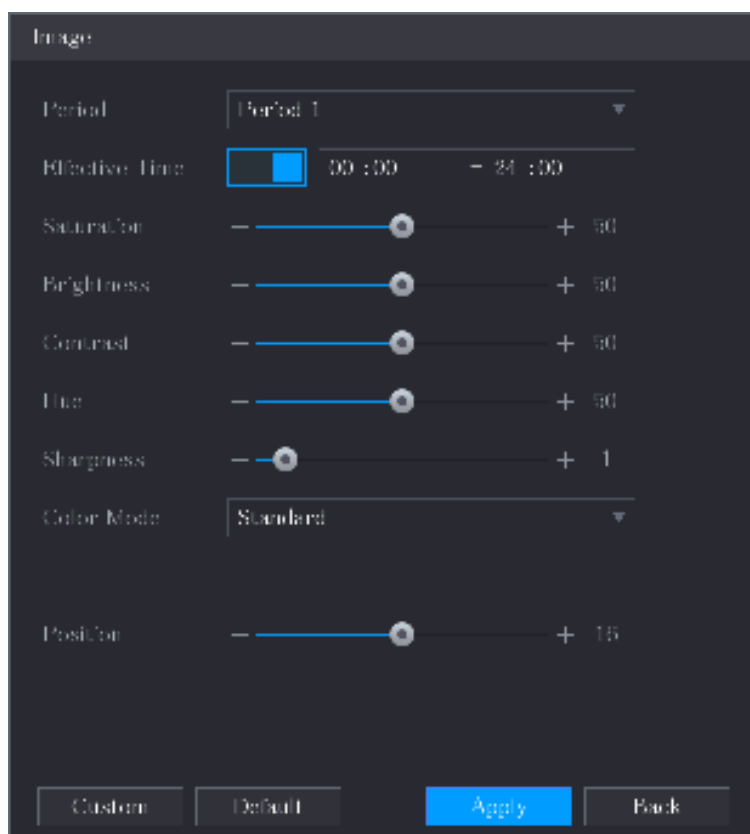 Image
Period Period 1
Effective Time 00 :00 - 24 :00
Saturation 50
Brightness 50
Contrast 50
Hue 50
Sharpness 1
Color Mode Standard
Position 16
Custom Default Apply Back